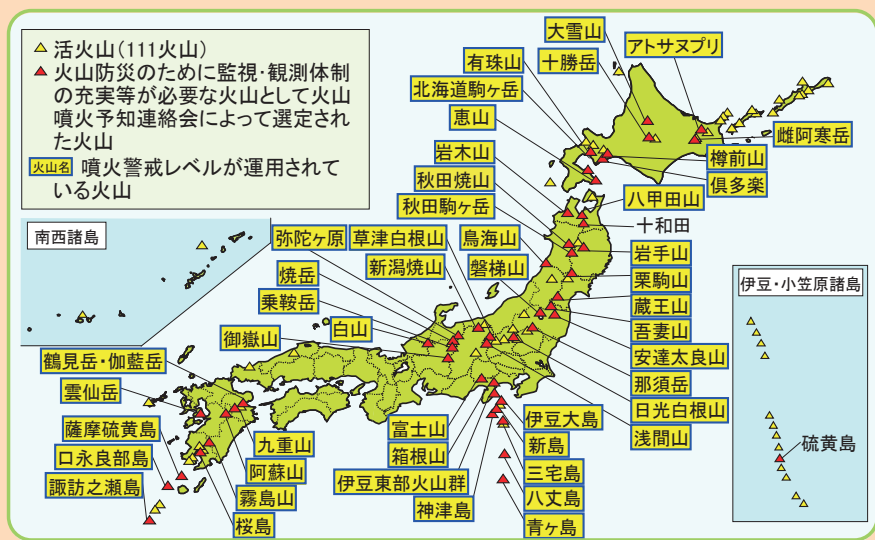 活火山（111火山）
火山防災のために監視・観測体制
の充実等が必要な火山として火山
噴火予知連絡会によって選定され
た火山
火山名 噴火警戒レベルが運用されて
いる火山
大雪山
アトサヌプリ
有珠山
十勝岳
北海道駒ヶ岳
恵山
雌阿寒岳
樽前山
倶多楽
岩木山
秋田焼山
秋田駒ヶ岳
八甲田山
十和田
南西諸島
弥陀ヶ原
草津白根山
鳥海山
岩手山
焼岳
新潟焼山
磐梯山
栗駒山
伊豆・小笠原諸島
乗鞍岳
蔵王山
御嶽山
白山
吾妻山
鶴見岳・伽藍岳
安達太良山
雲仙岳
那須岳
薩摩硫黄島
九重山
富士山
伊豆大島
日光白根山
口永良部島
阿蘇山
箱根山
新島
浅間山
硫黄島
諏訪之瀬島
霧島山
伊豆東部火山群
三宅島
桜島
神津島
八丈島
青ヶ島